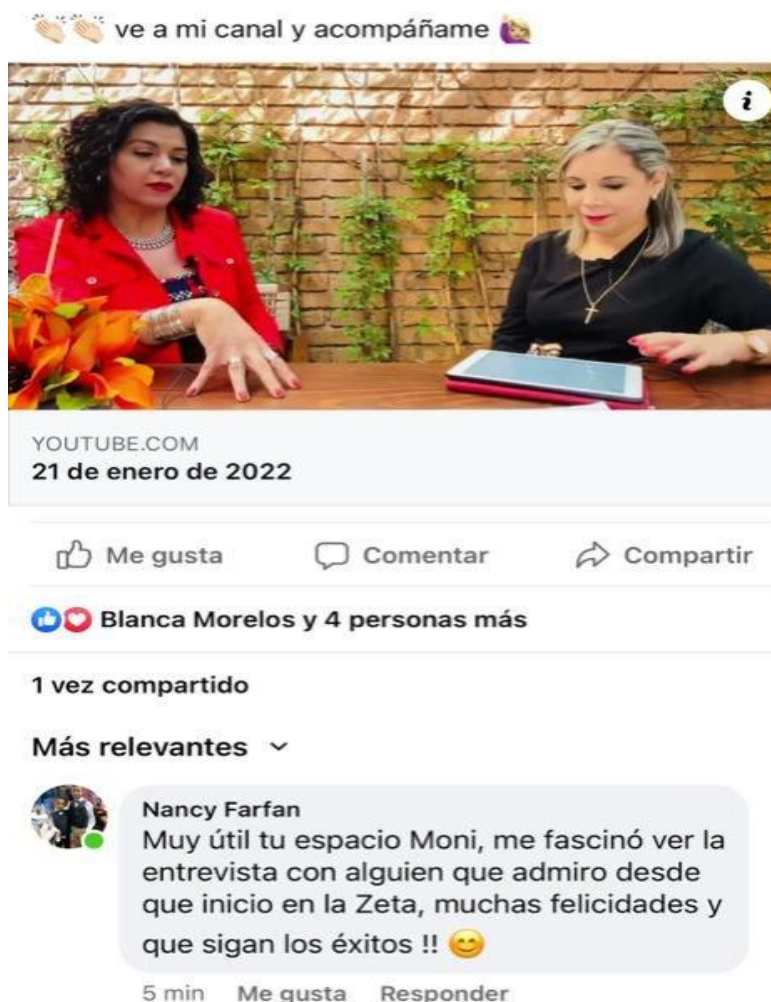 👏🏻👏🏻 ve a mi canal y acompáñame 🙋🏼‍♀️
i
YOUTUBE.COM
21 de enero de 2022
Me gusta
Comentar
Compartir
Blanca Morelos y 4 personas más
1 vez compartido
Más relevantes
Nancy Farfan
Muy útil tu espacio Moni, me fascinó ver la
entrevista con alguien que admiro desde
que inicio en la Zeta, muchas felicidades y
que sigan los éxitos !! 😊
5 min Me gusta Responder